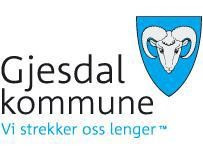 Gjesdal
kommune
Vi strekker oss lenger™